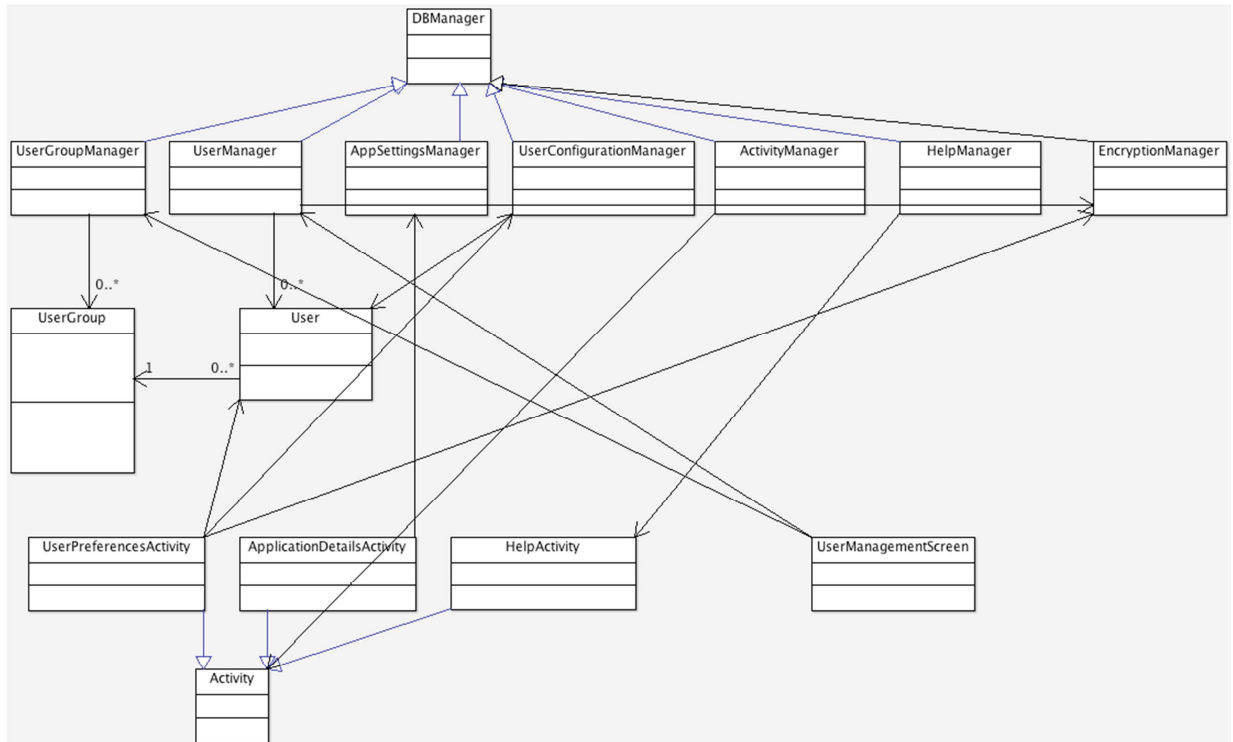 DBManager
UserGroupManager
UserManager
AppSettingsManager
UserConfigurationManager
ActivityManager
HelpManager
EncryptionManager
0..*
0..*
UserGroup
User
1
0..*
UserPreferencesActivity
ApplicationDetailsActivity
HelpActivity
UserManagementScreen
Activity